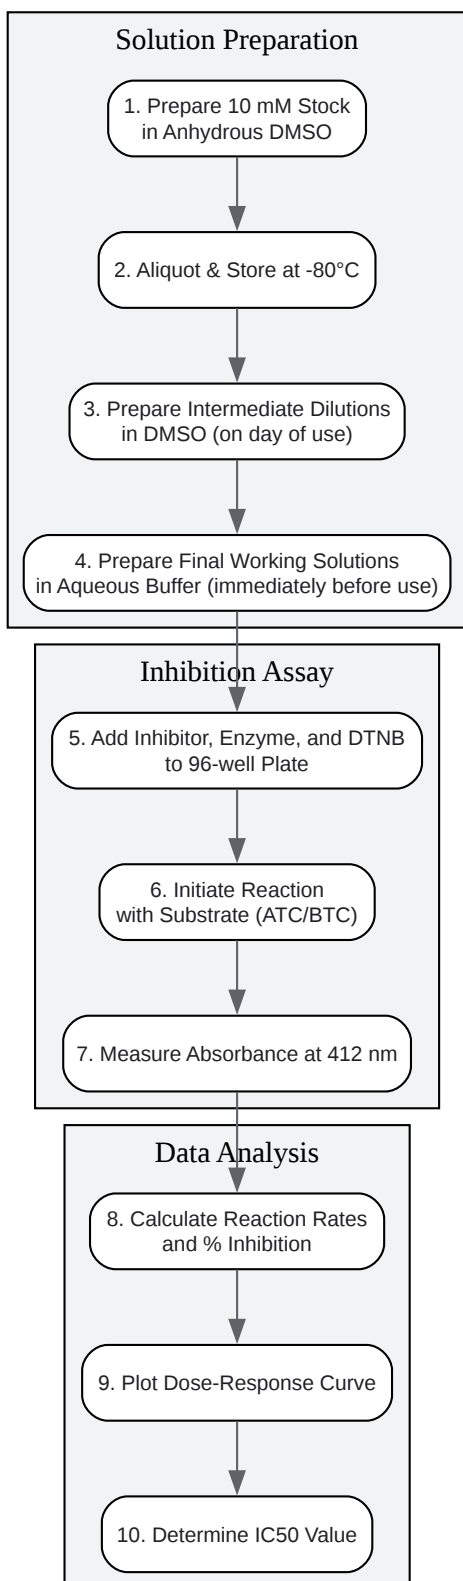 Solution Preparation
1. Prepare 10 mM Stock
in Anhydrous DMSO
2. Aliquot & Store at -80°C
3. Prepare Intermediate Dilutions
in DMSO (on day of use)
4. Prepare Final Working Solutions
in Aqueous Buffer (immediately before use)
Inhibition Assay
5. Add Inhibitor, Enzyme, and DTNB
to 96-well Plate
6. Initiate Reaction
with Substrate (ATC/BTC)
7. Measure Absorbance at 412 nm
Data Analysis
8. Calculate Reaction Rates
and % Inhibition
9. Plot Dose-Response Curve
10. Determine IC50 Value